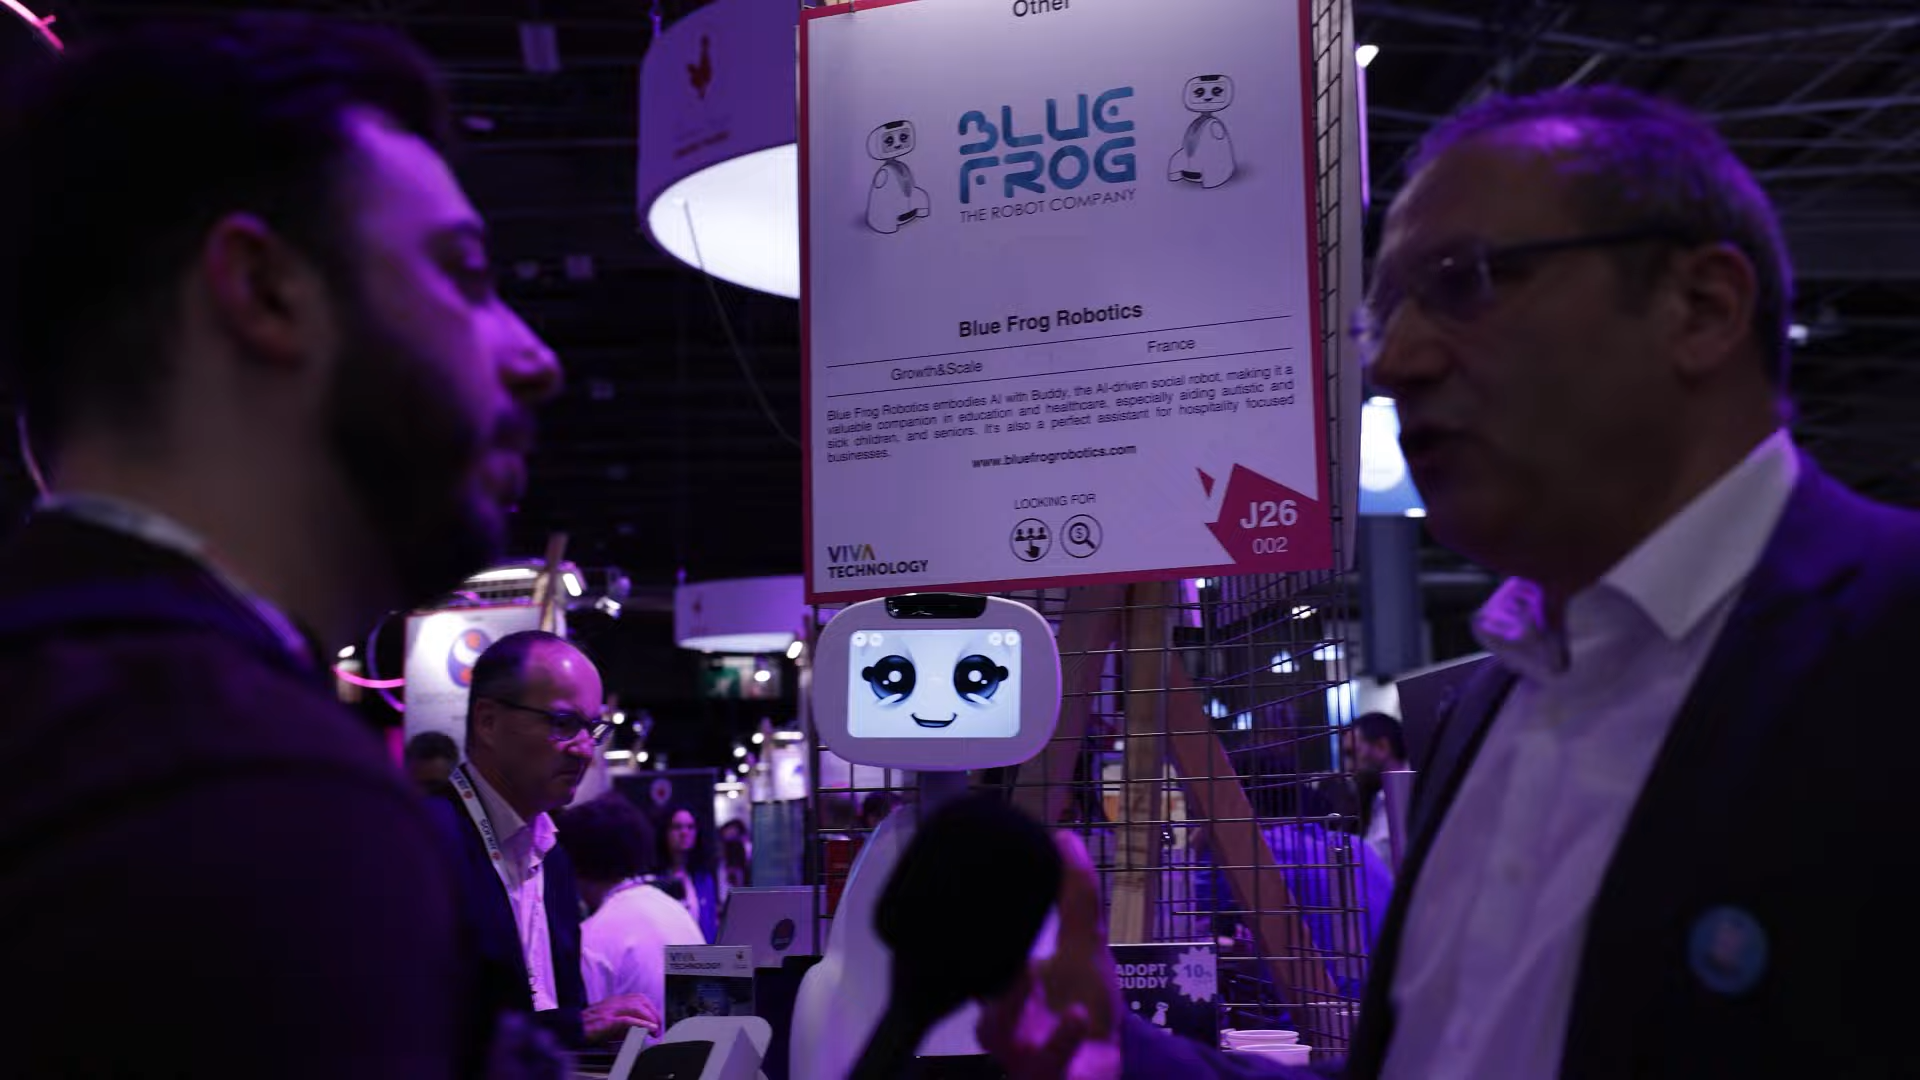 Other
BLUE
FROG
THE ROBOT COMPANY
Blue Frog Robotics
Growth&Scale
France
Blue Frog Robotics embodies AI with Buddy, the AI-driven social robot, making it a
valuable companion in education and healthcare, especially aiding autistic and
sick children, and seniors. It's also a perfect assistant for hospitality focused
businesses.
www.bluefrogrobotics.com
LOOKING FOR
J26
002
VIVA
TECHNOLOGY
VIVA
TECHNOLOGY
ADOPT
BUDDY
10